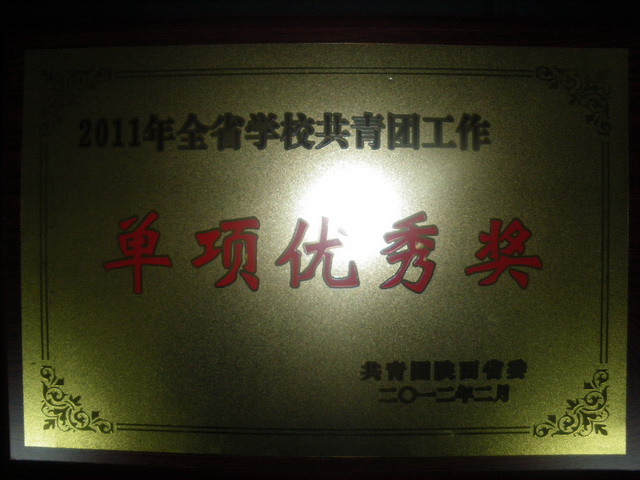 2011年全省学校共青团工作
单项优秀奖
共青团陕西省委
二〇一二年二月